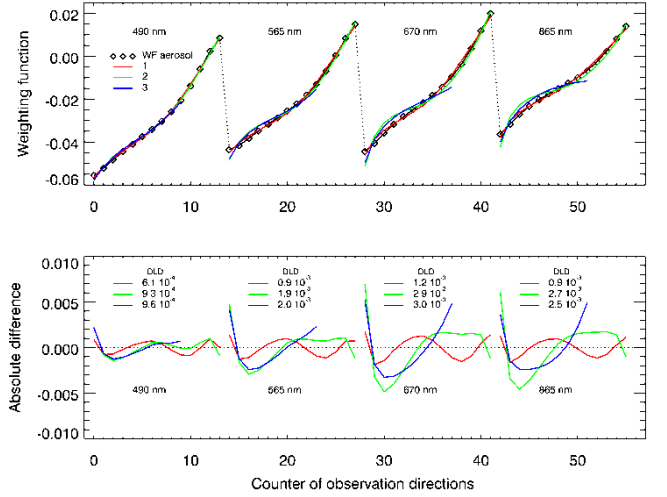 0.02
0.00
-0.02
-0.04
-0.06
Weighting function
490 nm
565 nm
670 nm
865 nm
WF aerosol
1
2
3
0
10
20
30
40
50
0.010
0.005
0.000
-0.005
-0.010
Absolute difference
DLD
6.1 10-4
9.3 10-4
9.6 10-4
DLD
0.9 10-3
1.9 10-3
2.0 10-3
DLD
1.2 10-3
2.9 10-3
3.0 10-3
DLD
0.9 10-3
2.7 10-3
2.5 10-3
490 nm
565 nm
670 nm
865 nm
0
10
20
30
40
50
Counter of observation directions